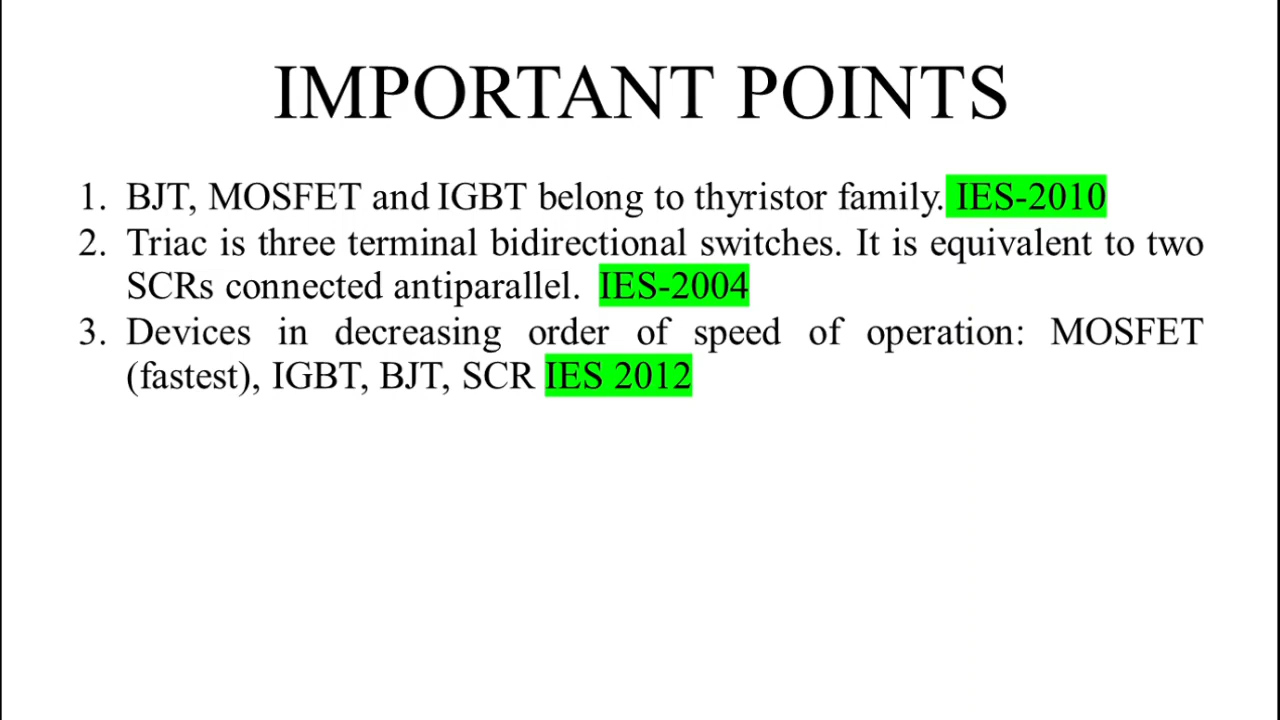 IMPORTANT POINTS
1. BJT, MOSFET and IGBT belong to thyristor family. IES-2010
2. Triac is three terminal bidirectional switches. It is equivalent to two
SCRs connected antiparallel. IES-2004
3. Devices in decreasing order of speed of operation: MOSFET
(fastest), IGBT, BJT, SCR IES 2012